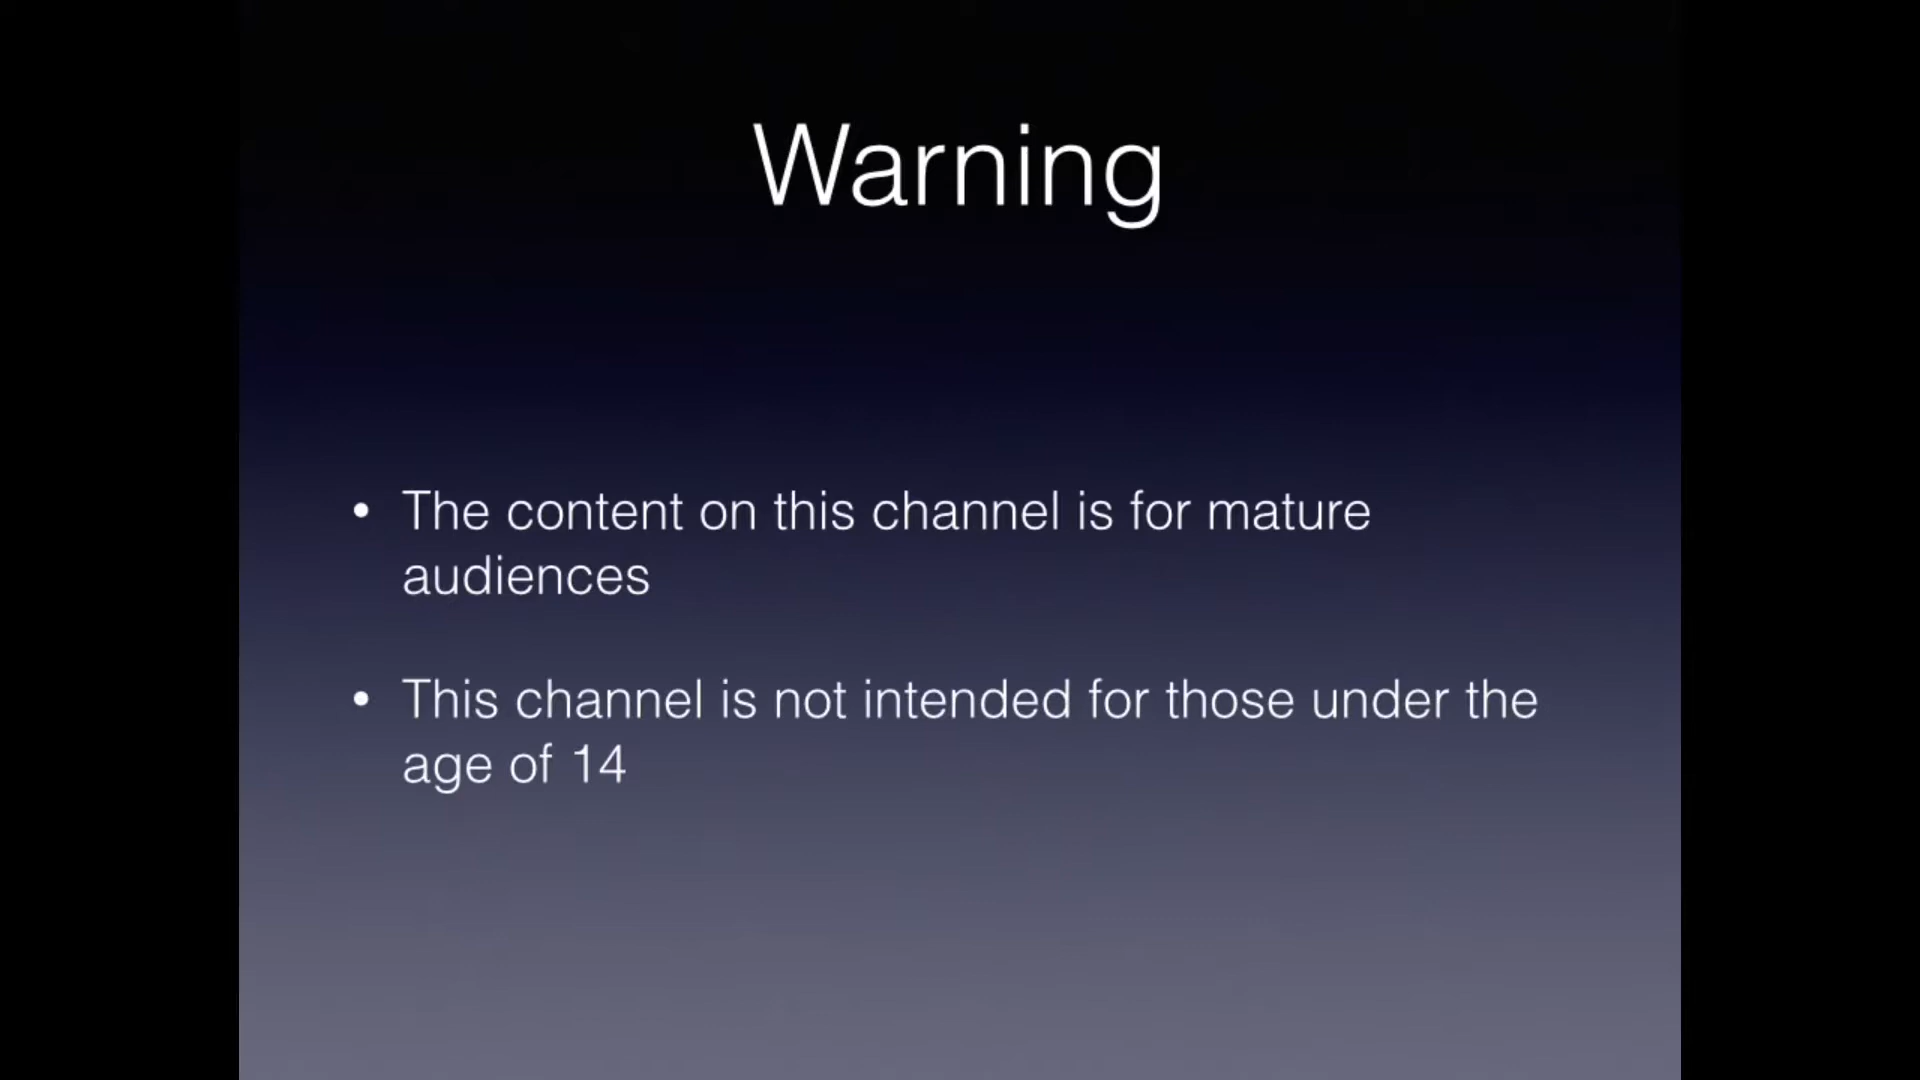 Warning
• The content on this channel is for mature
audiences
• This channel is not intended for those under the
age of 14